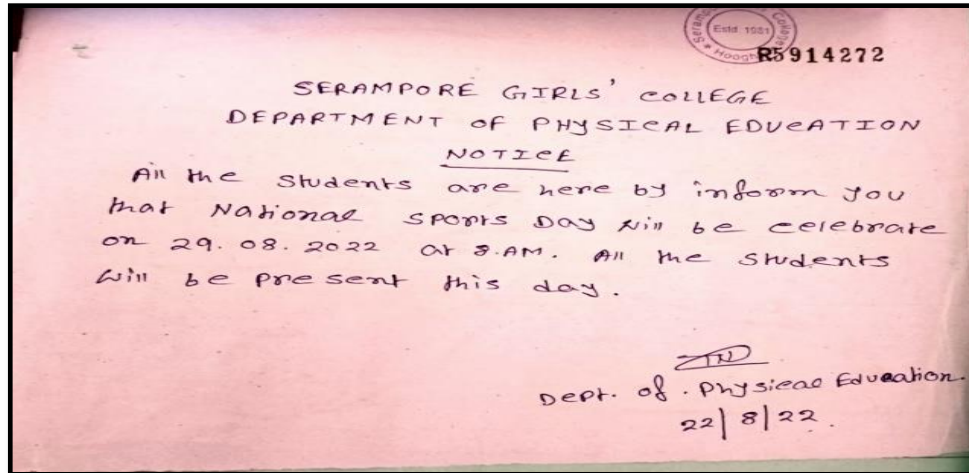 Estd. 1981
R5914272
SERAMPORE GIRLS' COLLEGE
DEPARTMENT OF PHYSICAL EDUCATION
NOTICE
All the students are here by inform you
that National Sports Day will be celebrate
on 29.08.2022 at 8.AM. All the students
will be present this day.
Dept. of. Physical Education.
22/8/22.